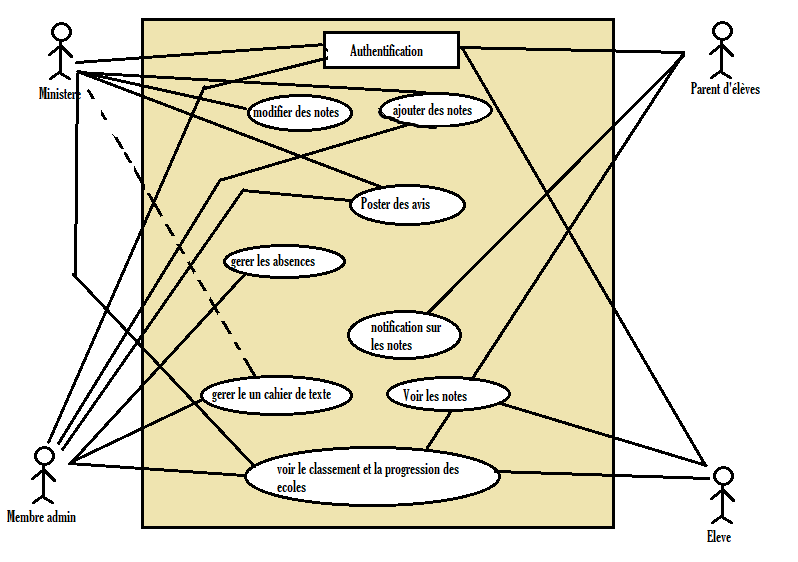 Authentification
Ministere
Parent d'élèves
modifier des notes
ajouter des notes
Poster des avis
gerer les absences
notification sur
les notes
gerer le un cahier de texte
Voir les notes
voir le classement et la progression des
ecoles
Membre admin
Eleve